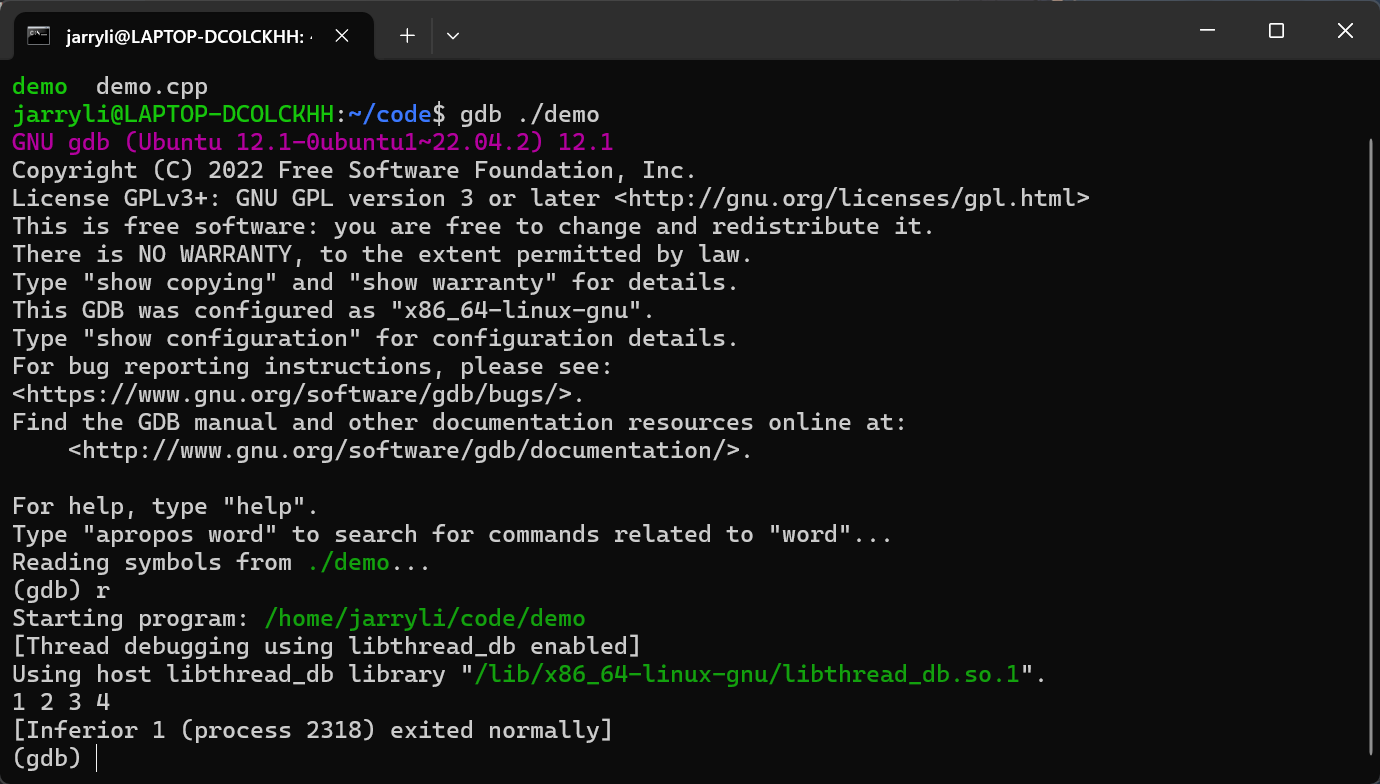 jarryli@LAPTOP-DCOLCKHH: -
demo  demo.cpp
jarryli@LAPTOP-DCOLCKHH:~/code$ gdb ./demo
GNU gdb (Ubuntu 12.1-0ubuntu1~22.04.2) 12.1
Copyright (C) 2022 Free Software Foundation, Inc.
License GPLv3+: GNU GPL version 3 or later <http://gnu.org/licenses/gpl.html>
This is free software: you are free to change and redistribute it.
There is NO WARRANTY, to the extent permitted by law.
Type "show copying" and "show warranty" for details.
This GDB was configured as "x86_64-linux-gnu".
Type "show configuration" for configuration details.
For bug reporting instructions, please see:
<https://www.gnu.org/software/gdb/bugs/>.
Find the GDB manual and other documentation resources online at:
    <http://www.gnu.org/software/gdb/documentation/>.
For help, type "help".
Type "apropos word" to search for commands related to "word"...
Reading symbols from ./demo...
(gdb) r
Starting program: /home/jarryli/code/demo
[Thread debugging using libthread_db enabled]
Using host libthread_db library "/lib/x86_64-linux-gnu/libthread_db.so.1".
1 2 3 4
[Inferior 1 (process 2318) exited normally]
(gdb)